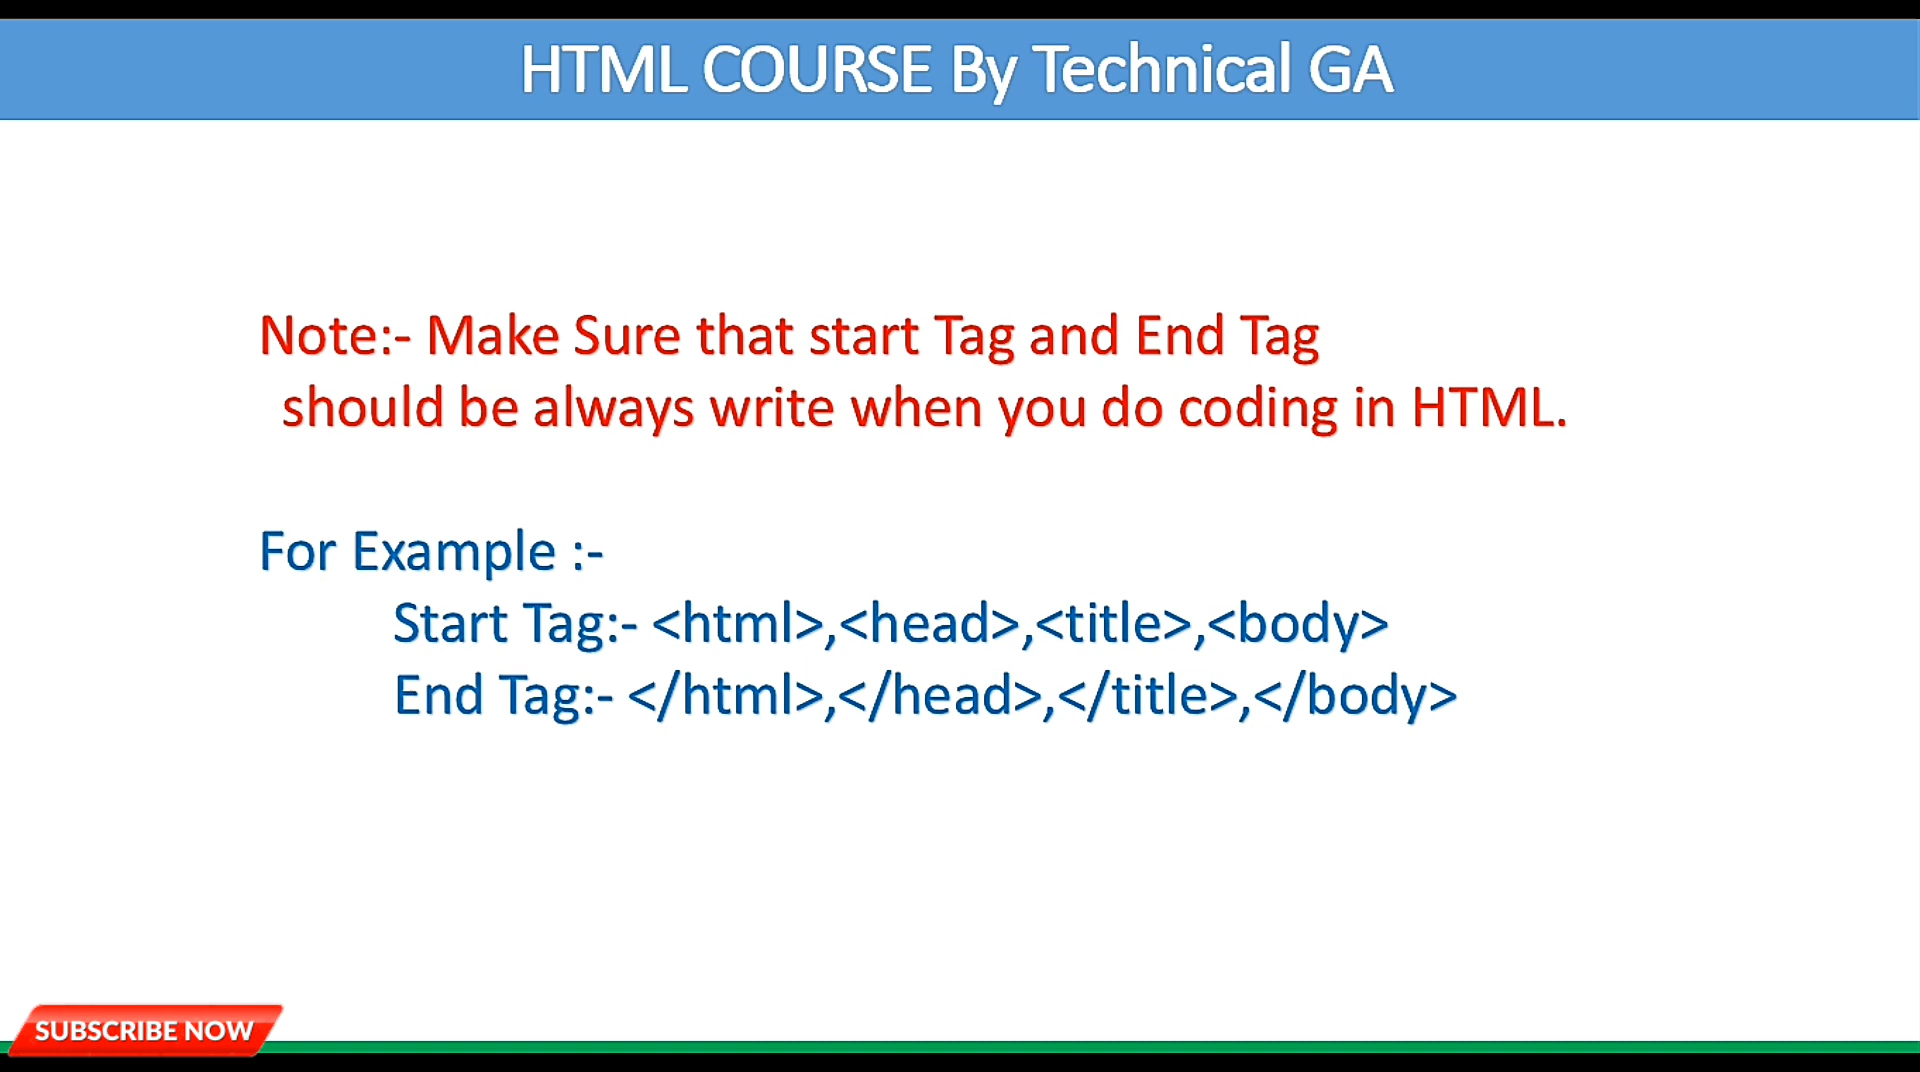 HTML COURSE By Technical GA
Note:- Make Sure that start Tag and End Tag
should be always write when you do coding in HTML.
For Example :-
Start Tag:- <html>,<head>,<title>,<body>
End Tag:- </html>,</head>,</title>,</body>
SUBSCRIBE NOW